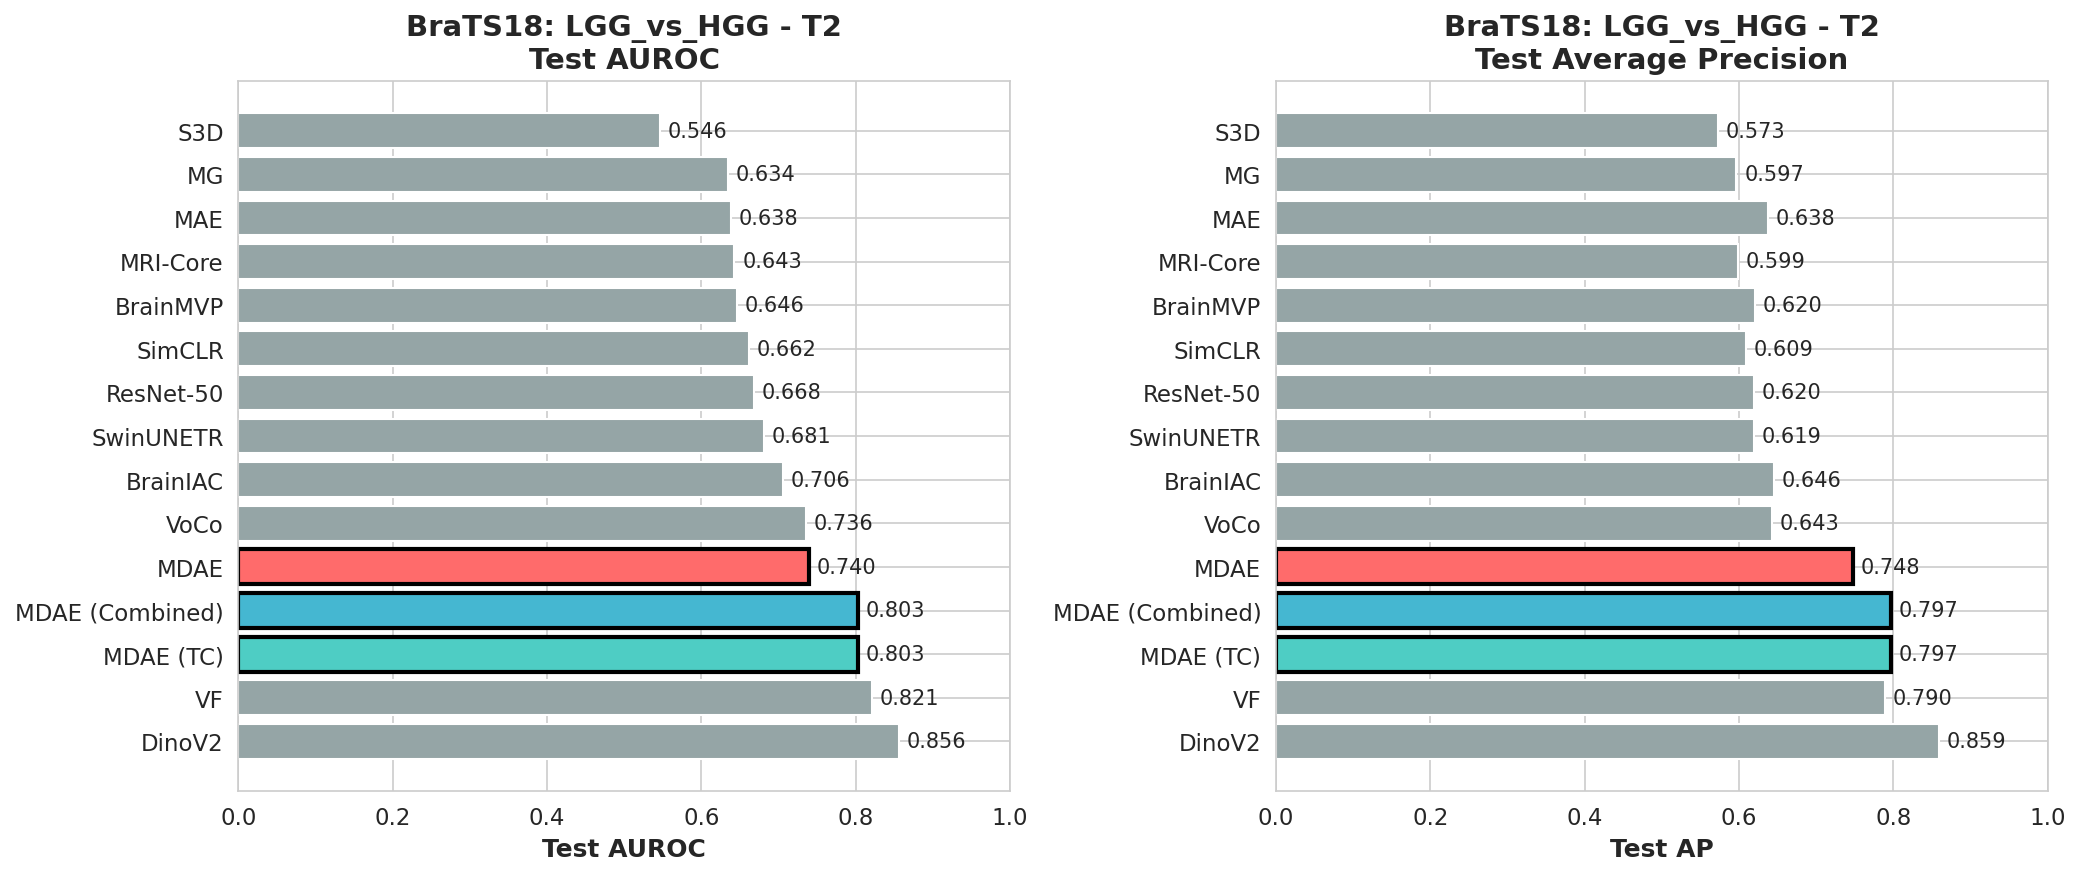 BraTS18: LGG_vs_HGG - T2
Test AUROC
S3D 0.546
MG 0.634
MAE 0.638
MRI-Core 0.643
BrainMVP 0.646
SimCLR 0.662
ResNet-50 0.668
SwinUNETR 0.681
BrainIAC 0.706
VoCo 0.736
MDAE 0.740
MDAE (Combined) 0.803
MDAE (TC) 0.803
VF 0.821
DinoV2 0.856
0.0 0.2 0.4 0.6 0.8 1.0
Test AUROC
BraTS18: LGG_vs_HGG - T2
Test Average Precision
S3D 0.573
MG 0.597
MAE 0.638
MRI-Core 0.599
BrainMVP 0.620
SimCLR 0.609
ResNet-50 0.620
SwinUNETR 0.619
BrainIAC 0.646
VoCo 0.643
MDAE 0.748
MDAE (Combined) 0.797
MDAE (TC) 0.797
VF 0.790
DinoV2 0.859
0.0 0.2 0.4 0.6 0.8 1.0
Test AP